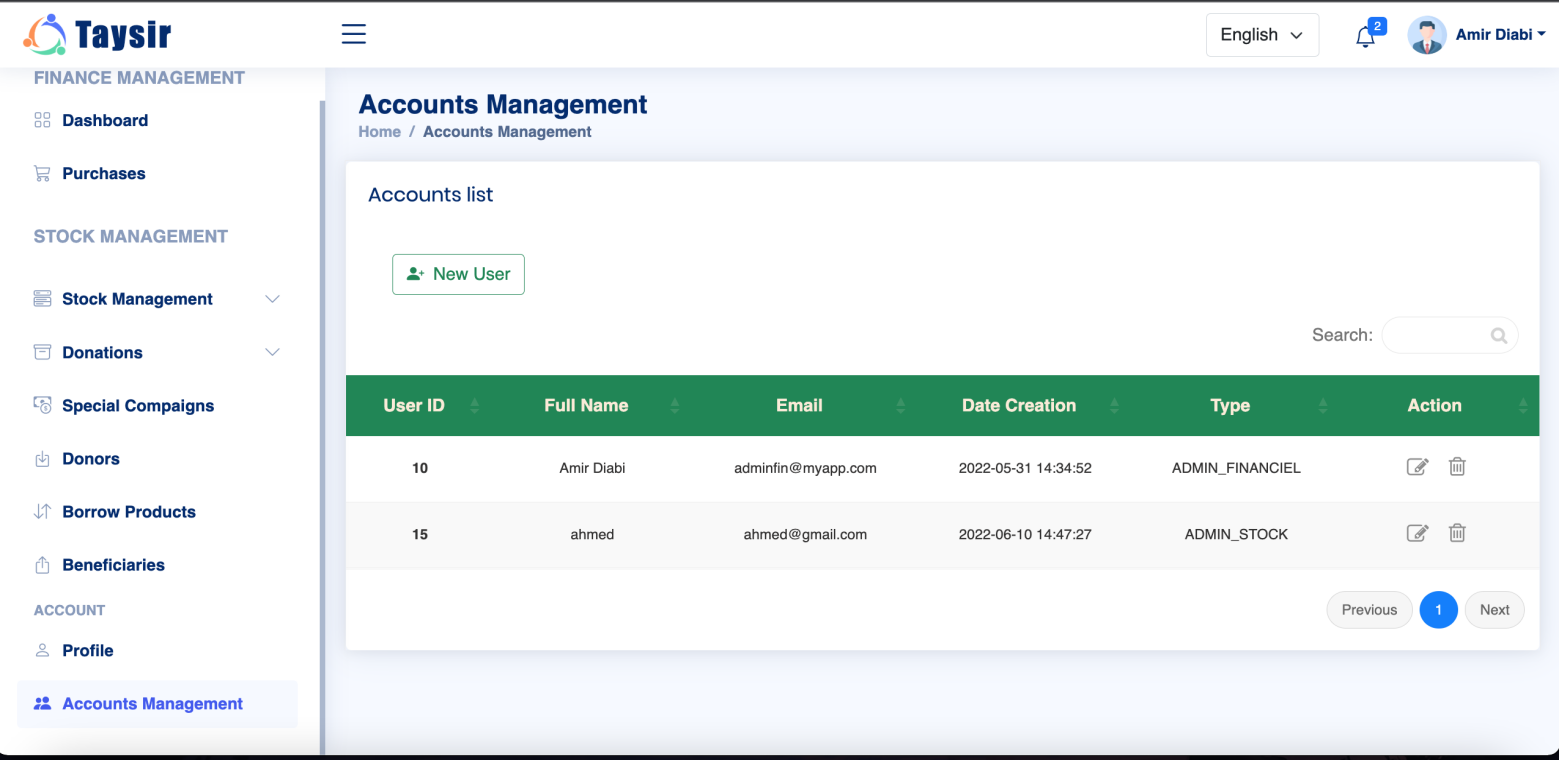 Taysir
English
2
Amir Diabi
FINANCE MANAGEMENT
Dashboard
Purchases
STOCK MANAGEMENT
Stock Management
Donations
Special Compaigns
Donors
Borrow Products
Beneficiaries
ACCOUNT
Profile
Accounts Management
Accounts Management
Home / Accounts Management
Accounts list
New User
Search:
User ID Full Name Email Date Creation Type Action
10 Amir Diabi adminfin@myapp.com 2022-05-31 14:34:52 ADMIN_FINANCIEL
15 ahmed ahmed@gmail.com 2022-06-10 14:47:27 ADMIN_STOCK
Previous 1 Next